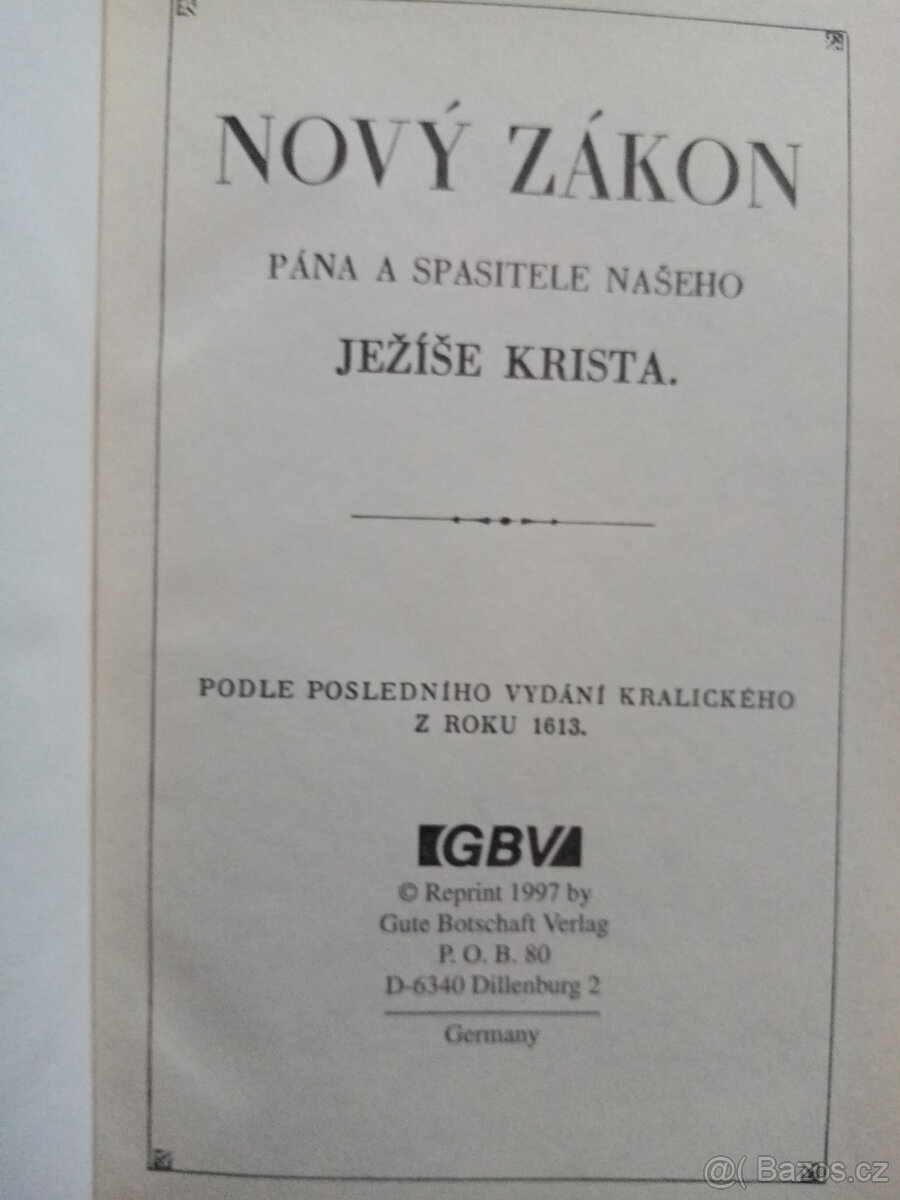 NOVÝ ZÁKON
PÁNA A SPASITELE NAŠEHO
JEŽÍŠE KRISTA.
PODLE POSLEDNÍHO VYDÁNÍ KRALICKÉHO
Z ROKU 1613.
GBV
© Reprint 1997 by
Gute Botschaft Verlag
P. O. B. 80
D-6340 Dillenburg 2
Germany
@( Bazos.cz